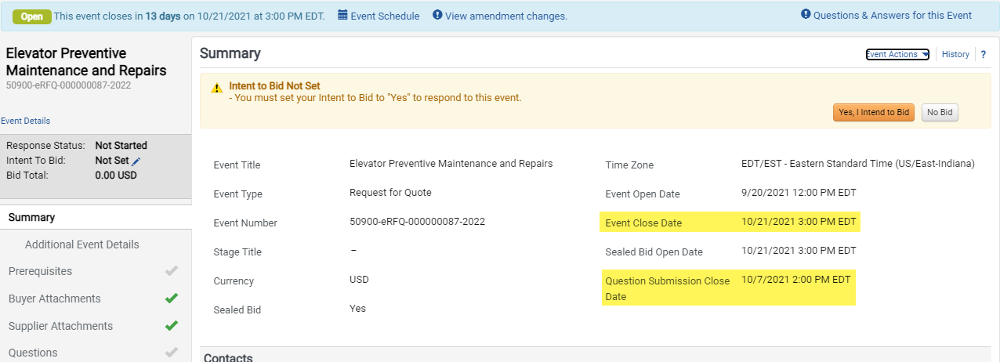 Open This event closes in 13 days on 10/21/2021 at 3:00 PM EDT. Event Schedule View amendment changes. Questions & Answers for this Event
Elevator Preventive
Maintenance and Repairs
50900-eRFQ-000000087-2022
Event Details
Response Status: Not Started
Intent To Bid: Not Set
Bid Total: 0.00 USD
Summary
Additional Event Details
Prerequisites
Buyer Attachments
Supplier Attachments
Questions
Summary
Event Actions History ?
Intent to Bid Not Set
- You must set your Intent to Bid to "Yes" to respond to this event.
Yes, I Intend to Bid No Bid
Event Title Elevator Preventive Maintenance and Repairs Time Zone EDT/EST - Eastern Standard Time (US/East-Indiana)
Event Type Request for Quote Event Open Date 9/20/2021 12:00 PM EDT
Event Number 50900-eRFQ-000000087-2022 Event Close Date 10/21/2021 3:00 PM EDT
Stage Title – Sealed Bid Open Date 10/21/2021 3:00 PM EDT
Currency USD Question Submission Close 10/7/2021 2:00 PM EDT
Date
Sealed Bid Yes
Contacts